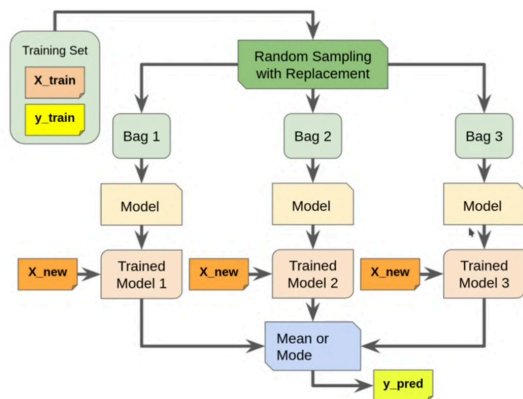 Training Set
X_train
y_train
Random Sampling
with Replacement
Bag 1
Bag 2
Bag 3
Model
Model
Model
X_new
Trained
Model 1
X_new
Trained
Model 2
X_new
Trained
Model 3
Mean or
Mode
y_pred